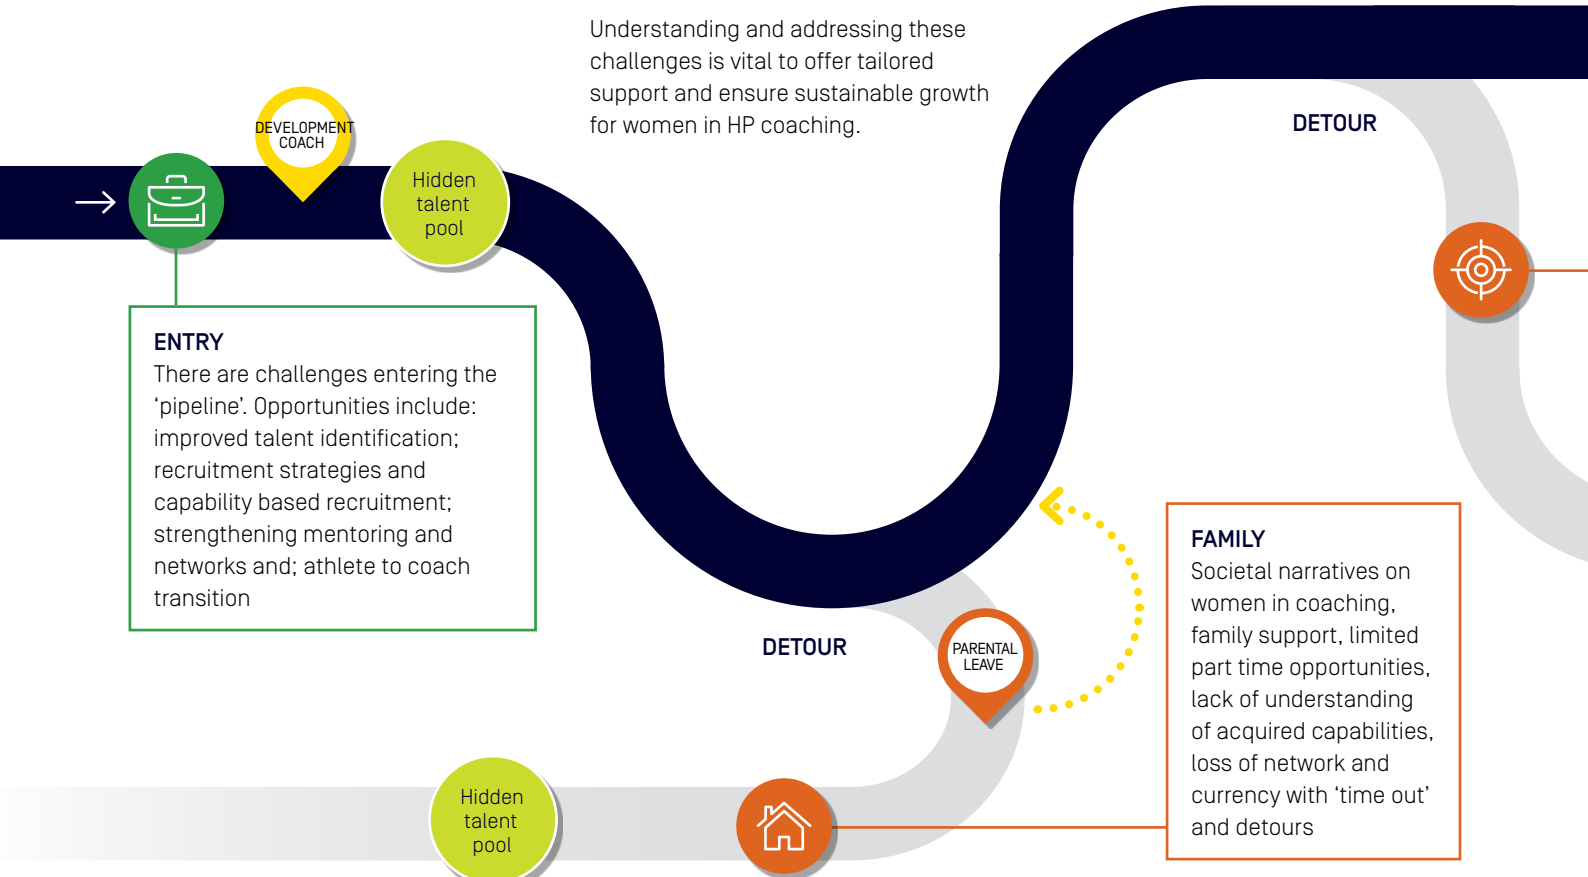 Understanding and addressing these
challenges is vital to offer tailored
support and ensure sustainable growth
for women in HP coaching.
DEVELOPMENT
COACH
Hidden
talent
pool
DETOUR
ENTRY
There are challenges entering the
‘pipeline’. Opportunities include:
improved talent identification;
recruitment strategies and
capability based recruitment;
strengthening mentoring and
networks and; athlete to coach
transition
DETOUR
PARENTAL
LEAVE
FAMILY
Societal narratives on
women in coaching,
family support, limited
part time opportunities,
lack of understanding
of acquired capabilities,
loss of network and
currency with ‘time out’
and detours
Hidden
talent
pool